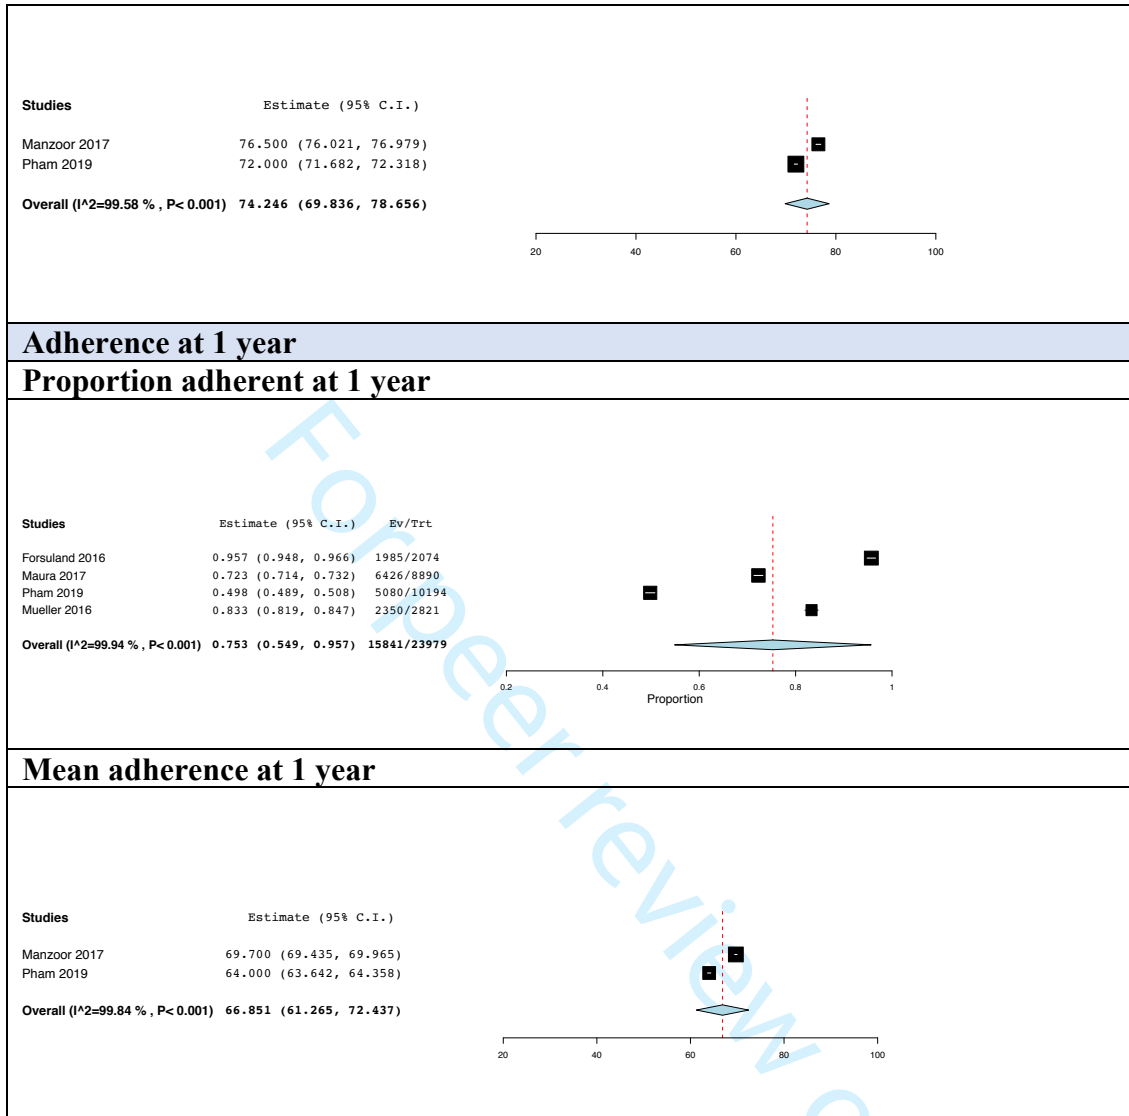 Studies Estimate (95% C.I.)
Manzoor 2017 76.500 (76.021, 76.979)
Pham 2019 72.000 (71.682, 72.318)
Overall (I^2=99.58 % , P< 0.001) 74.246 (69.836, 78.656)
20 40 60 80 100
Adherence at 1 year
Proportion adherent at 1 year
Studies Estimate (95% C.I.) Ev/Trt
Forsuland 2016 0.957 (0.948, 0.966) 1985/2074
Maura 2017 0.723 (0.714, 0.732) 6426/8890
Pham 2019 0.498 (0.489, 0.508) 5080/10194
Mueller 2016 0.833 (0.819, 0.847) 2350/2821
Overall (I^2=99.94 % , P< 0.001) 0.753 (0.549, 0.957) 15841/23979
0.2 0.4 0.6 0.8 1
Proportion
Mean adherence at 1 year
Studies Estimate (95% C.I.)
Manzoor 2017 69.700 (69.435, 69.965)
Pham 2019 64.000 (63.642, 64.358)
Overall (I^2=99.84 % , P< 0.001) 66.851 (61.265, 72.437)
20 40 60 80 100
For peer review